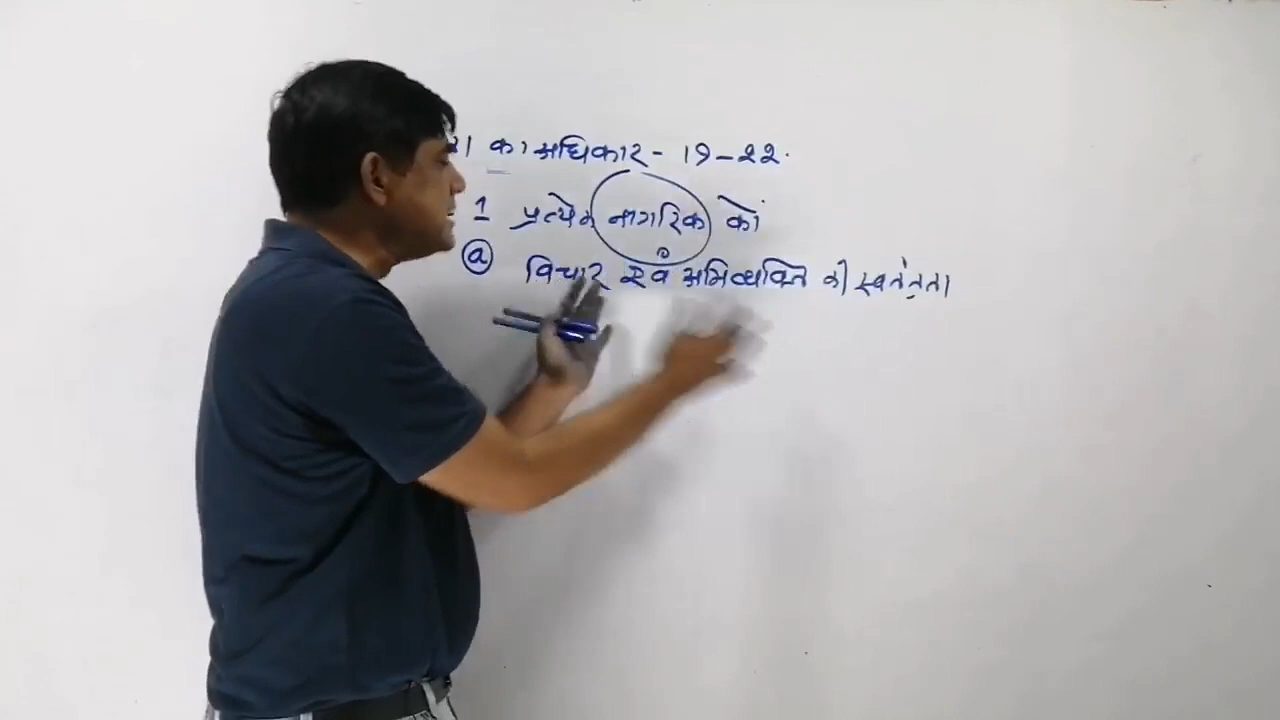 का अधिकार - 19-22.
1 प्रत्येक नागरिक को
ⓐ विचार एवं अभिव्यक्ति की स्वतंत्रता